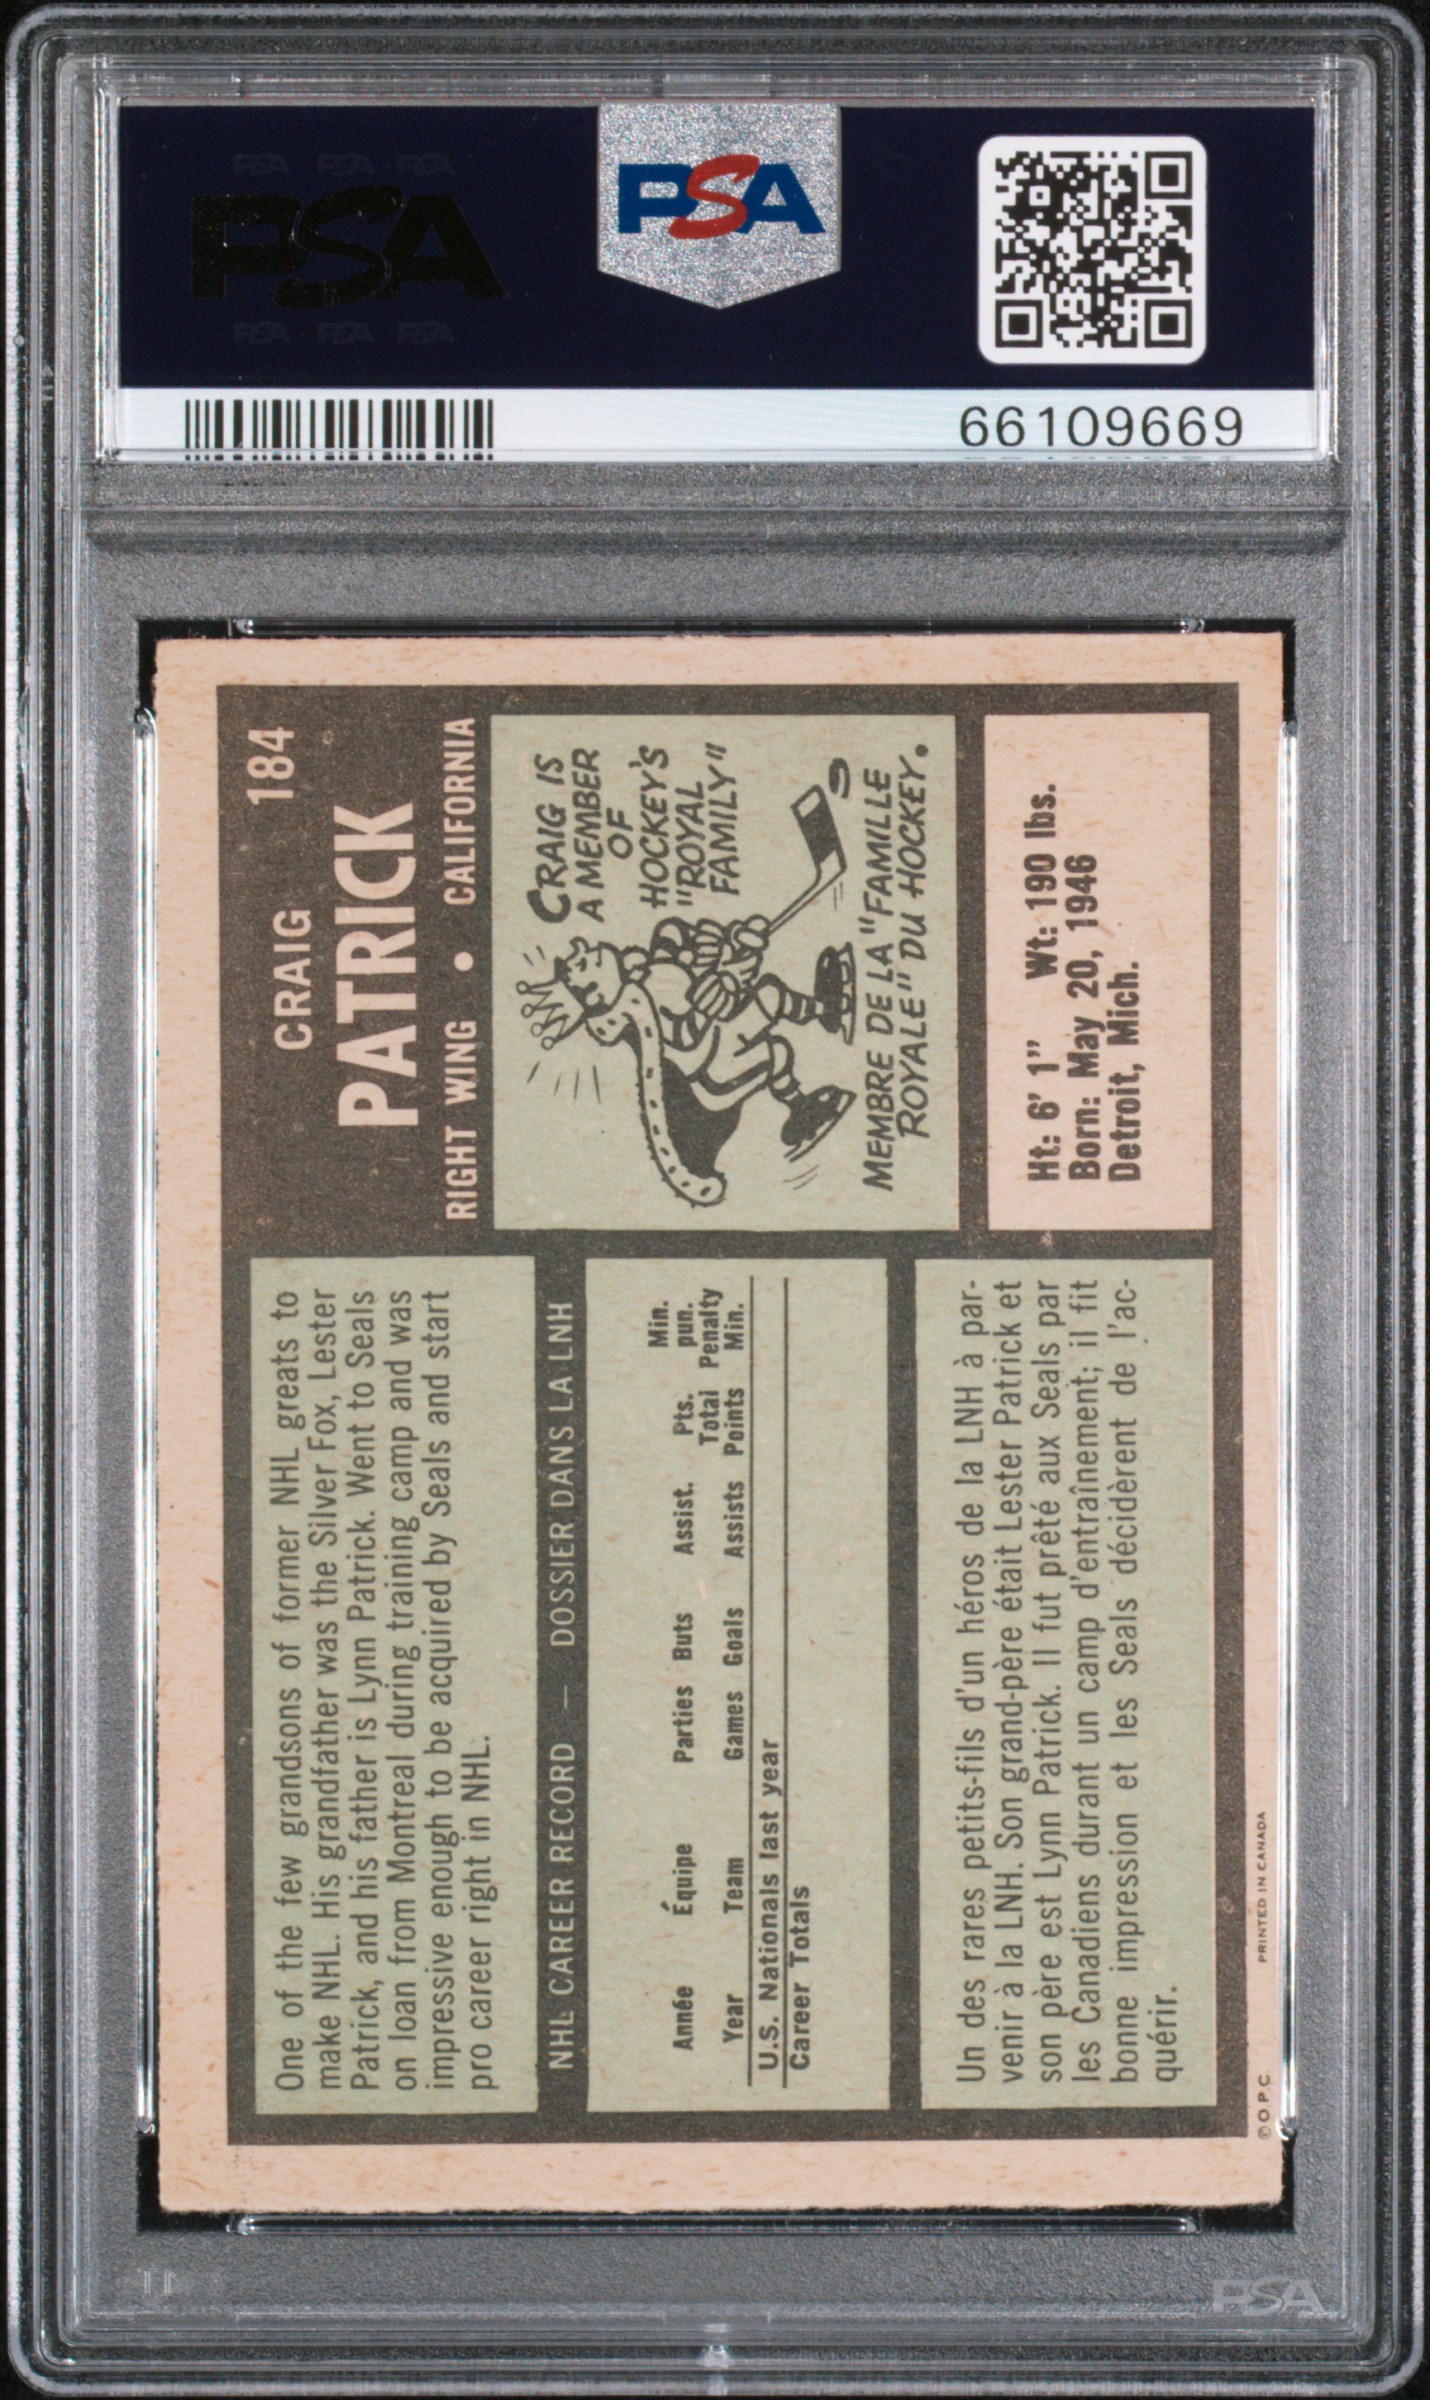 PSA PSA PSA
PSA
PSA PSA PSA
PSA
66109669
CRAIG 184
PATRICK
RIGHT WING • CALIFORNIA
CRAIG IS
A MEMBER
OF
HOCKEY'S
"ROYAL
FAMILY"
MEMBRE DE LA "FAMILLE
ROYALE" DU HOCKEY.
Ht: 6' 1" Wt: 190 lbs.
Born: May 20, 1946
Detroit, Mich.
One of the few grandsons of former NHL greats to
make NHL. His grandfather was the Silver Fox, Lester
Patrick, and his father is Lynn Patrick. Went to Seals
on loan from Montreal during training camp and was
impressive enough to be acquired by Seals and start
pro career right in NHL.
NHL CAREER RECORD — DOSSIER DANS LA LNH
Min.
Année Équipe Parties Buts Assist. Pts. pun.
Total Penalty
Year Team Games Goals Assists Points Min.
U.S. Nationals last year
Career Totals
Un des rares petits-fils d'un héros de la LNH à par-
venir à la LNH. Son grand-père était Lester Patrick et
son père est Lynn Patrick. Il fut prêté aux Seals par
les Canadiens durant un camp d'entraînement; il fit
bonne impression et les Seals décidèrent de l'ac-
quérir.
© O.P.C. PRINTED IN CANADA
PSA